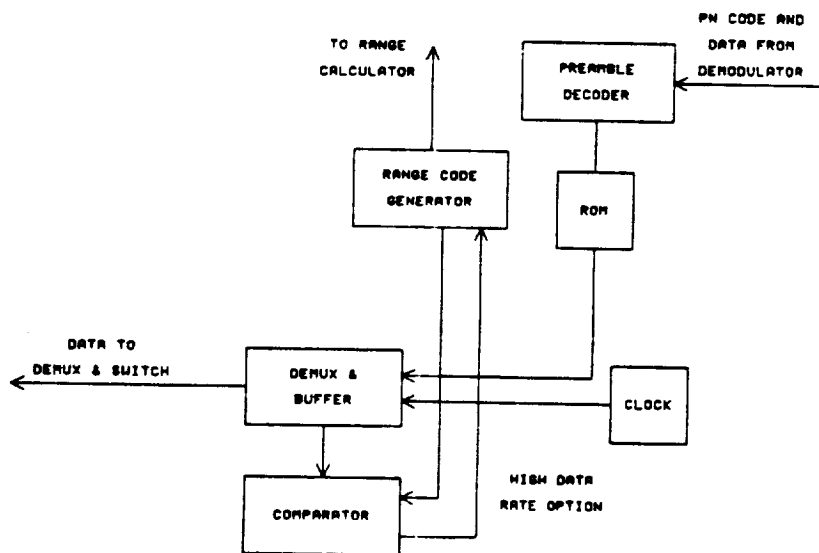 PN CODE AND
DATA FROM
DEMODULATOR
TO RANGE
CALCULATOR
PREAMBLE
DECODER
RANGE CODE
GENERATOR
ROM
DATA TO
DEMUX & SWITCH
DEMUX &
BUFFER
CLOCK
HIGH DATA
RATE OPTION
COMPARATOR